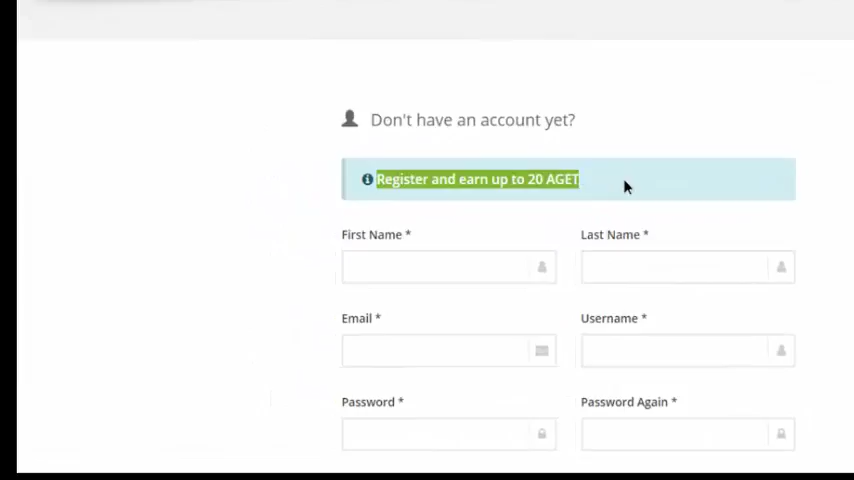 Don't have an account yet?
Register and earn up to 20 AGET
First Name * Last Name *
Email * Username *
Password * Password Again *